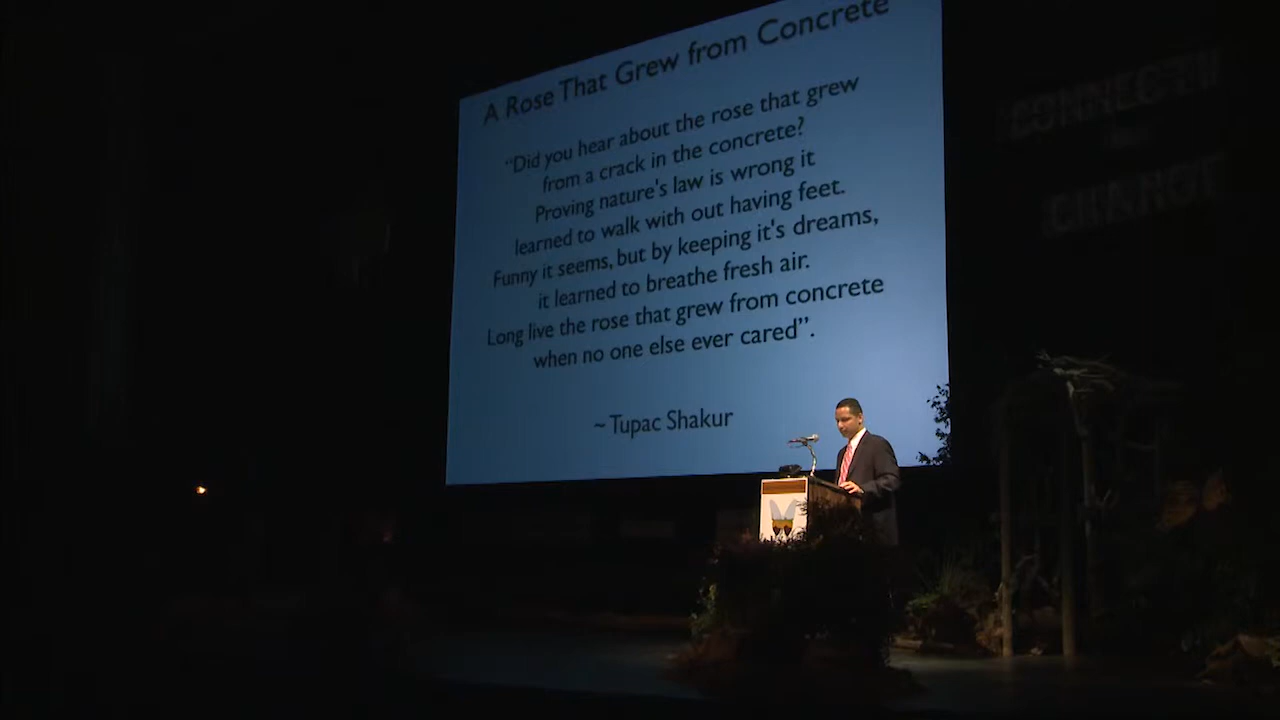 A Rose That Grew from Concrete
“Did you hear about the rose that grew
from a crack in the concrete?
Proving nature's law is wrong it
learned to walk with out having feet.
Funny it seems, but by keeping it's dreams,
it learned to breathe fresh air.
Long live the rose that grew from concrete
when no one else ever cared”.
~ Tupac Shakur